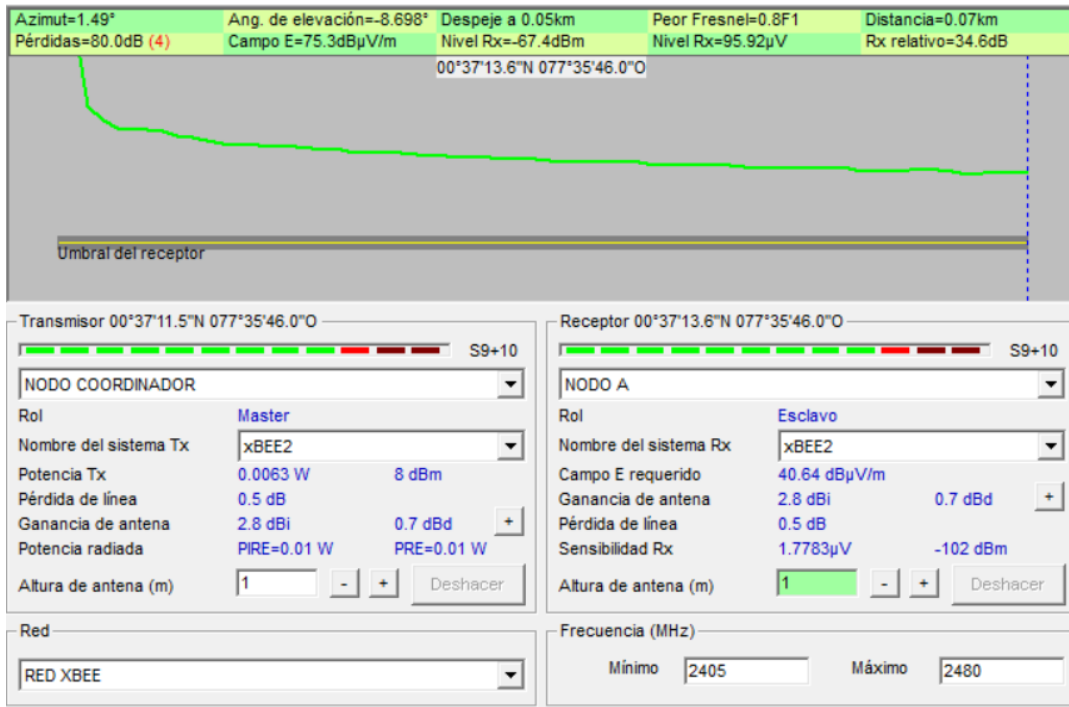 Azimut=1.49° Ang. de elevación=-8.698° Despeje a 0.05km Peor Fresnel=0.8F1 Distancia=0.07km
Pérdidas=80.0dB (4) Campo E=75.3dBµV/m Nivel Rx=-67.4dBm Nivel Rx=95.92µV Rx relativo=34.6dB
00°37'13.6"N 077°35'46.0"O
Umbral del receptor
Transmisor 00°37'11.5"N 077°35'46.0"O
S9+10
NODO COORDINADOR
Rol Master
Nombre del sistema Tx xBEE2
Potencia Tx 0.0063 W 8 dBm
Pérdida de línea 0.5 dB
Ganancia de antena 2.8 dBi 0.7 dBd +
Potencia radiada PIRE=0.01 W PRE=0.01 W
Altura de antena (m) 1 - + Deshacer
Red
RED XBEE
Receptor 00°37'13.6"N 077°35'46.0"O
S9+10
NODO A
Rol Esclavo
Nombre del sistema Rx xBEE2
Campo E requerido 40.64 dBµV/m
Ganancia de antena 2.8 dBi 0.7 dBd +
Pérdida de línea 0.5 dB
Sensibilidad Rx 1.7783µV -102 dBm
Altura de antena (m) 1 - + Deshacer
Frecuencia (MHz)
Mínimo 2405 Máximo 2480